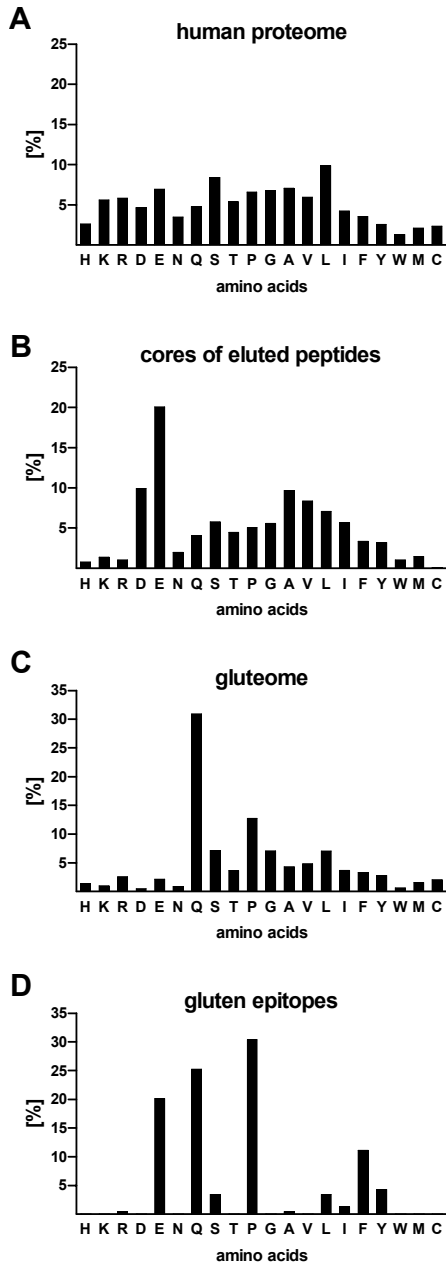 A
human proteome
25
20
15
10
5
[%]
H K R D E N Q S T P G A V L I F Y W M C
amino acids
B
cores of eluted peptides
25
20
15
10
5
[%]
H K R D E N Q S T P G A V L I F Y W M C
amino acids
C
gluteome
35
30
25
20
15
10
5
[%]
H K R D E N Q S T P G A V L I F Y W M C
amino acids
D
gluten epitopes
35
30
25
20
15
10
5
[%]
H K R D E N Q S T P G A V L I F Y W M C
amino acids